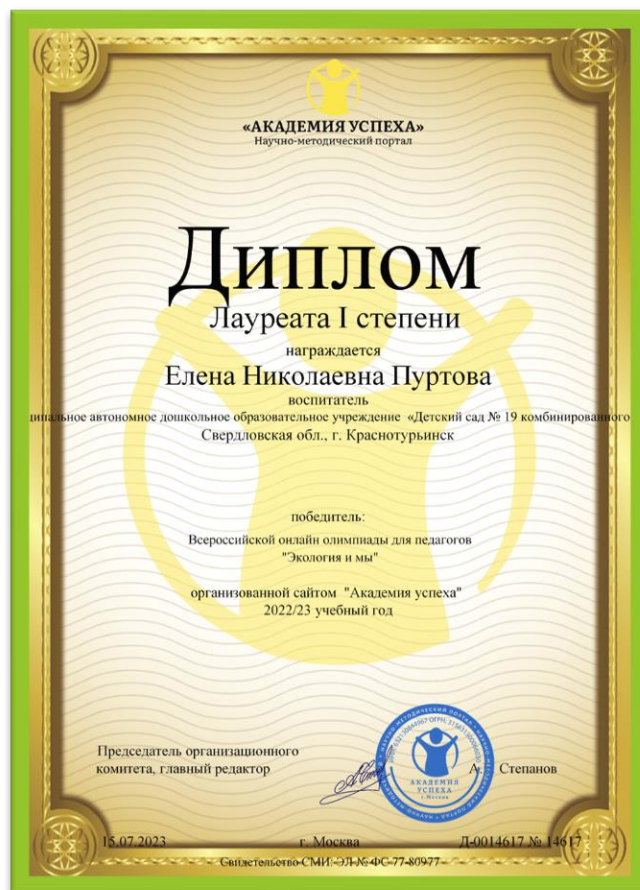 «АКАДЕМИЯ УСПЕХА»
Научно-методический портал
Диплом
Лауреата I степени
награждается
Елена Николаевна Пуртова
воспитатель
ципальное автономное дошкольное образовательное учреждение «Детский сад № 19 комбинированного
Свердловская обл., г. Краснотурьинск
победитель:
Всероссийской онлайн олимпиады для педагогов
"Экология и мы"
организованной сайтом "Академия успеха"
2022/23 учебный год
Председатель организационного
комитета, главный редактор
АКАДЕМИЯ
УСПЕХА
г.Москва
Степанов
15.07.2023 г. Москва Д-0014617 № 14617
Свидетельство СМИ: ЭЛ № ФС 77-80977